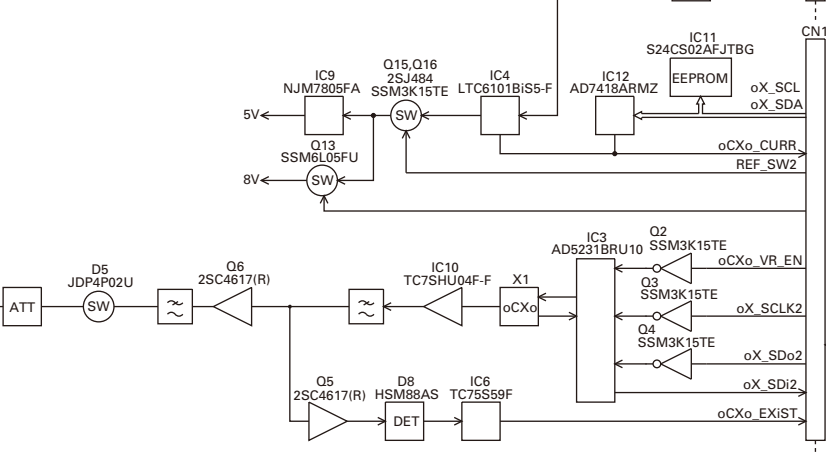 CN1
IC11
S24CS02AFJTBG
EEPROM
Q15,Q16
2SJ484
SSM3K15TE
IC9
NJM7805FA
IC4
LTC6101BiS5-F
IC12
AD7418ARMZ
oX_SCL
oX_SDA
5V
SW
Q13
SSM6L05FU
oCXo_CURR
REF_SW2
8V
SW
IC3
AD5231BRU10
Q2
SSM3K15TE
oCXo_VR_EN
D5
JDP4P02U
Q6
2SC4617(R)
IC10
TC7SHU04F-F
X1
Q3
SSM3K15TE
ATT
SW
oCXo
oX_SCLK2
Q4
SSM3K15TE
oX_SDo2
Q5
2SC4617(R)
D8
HSM88AS
IC6
TC75S59F
oX_SDi2
DET
oCXo_EXiST